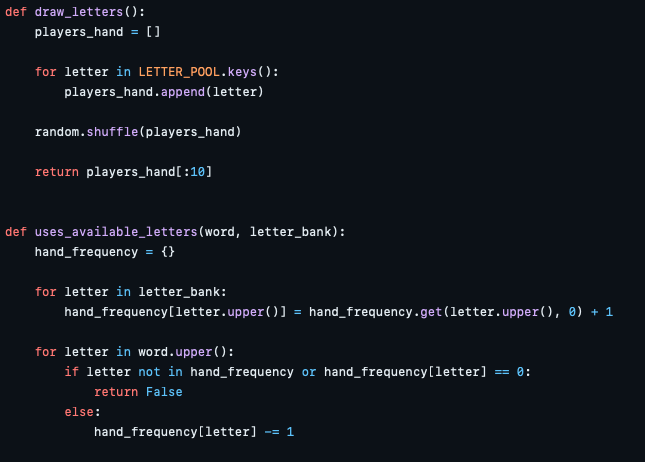 def draw_letters():
    players_hand = []
    for letter in LETTER_POOL.keys():
        players_hand.append(letter)
    random.shuffle(players_hand)
    return players_hand[:10]
def uses_available_letters(word, letter_bank):
    hand_frequency = {}
    for letter in letter_bank:
        hand_frequency[letter.upper()] = hand_frequency.get(letter.upper(), 0) + 1
    for letter in word.upper():
        if letter not in hand_frequency or hand_frequency[letter] == 0:
            return False
        else:
            hand_frequency[letter] -= 1